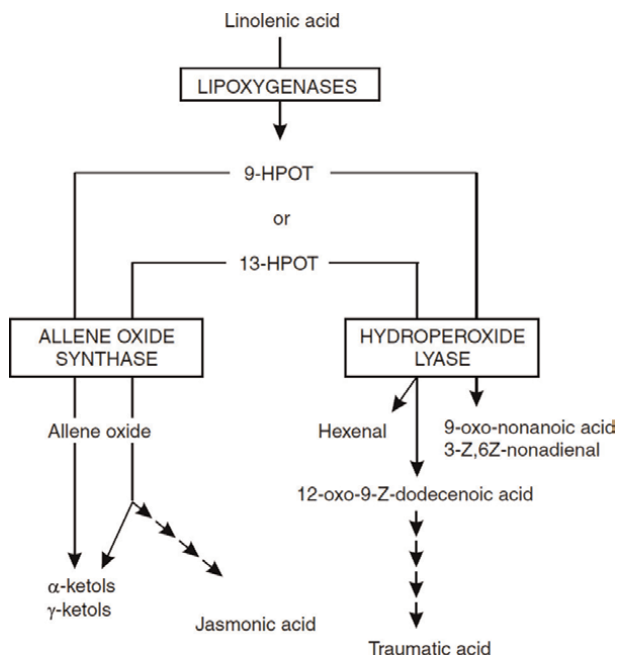 Linolenic acid
LIPOXYGENASES
9-HPOT
or
13-HPOT
ALLENE OXIDE
SYNTHASE
HYDROPEROXIDE
LYASE
Allene oxide
Hexenal
9-oxo-nonanoic acid
3-Z,6Z-nonadienal
12-oxo-9-Z-dodecenoic acid
α-ketols
γ-ketols
Jasmonic acid
Traumatic acid